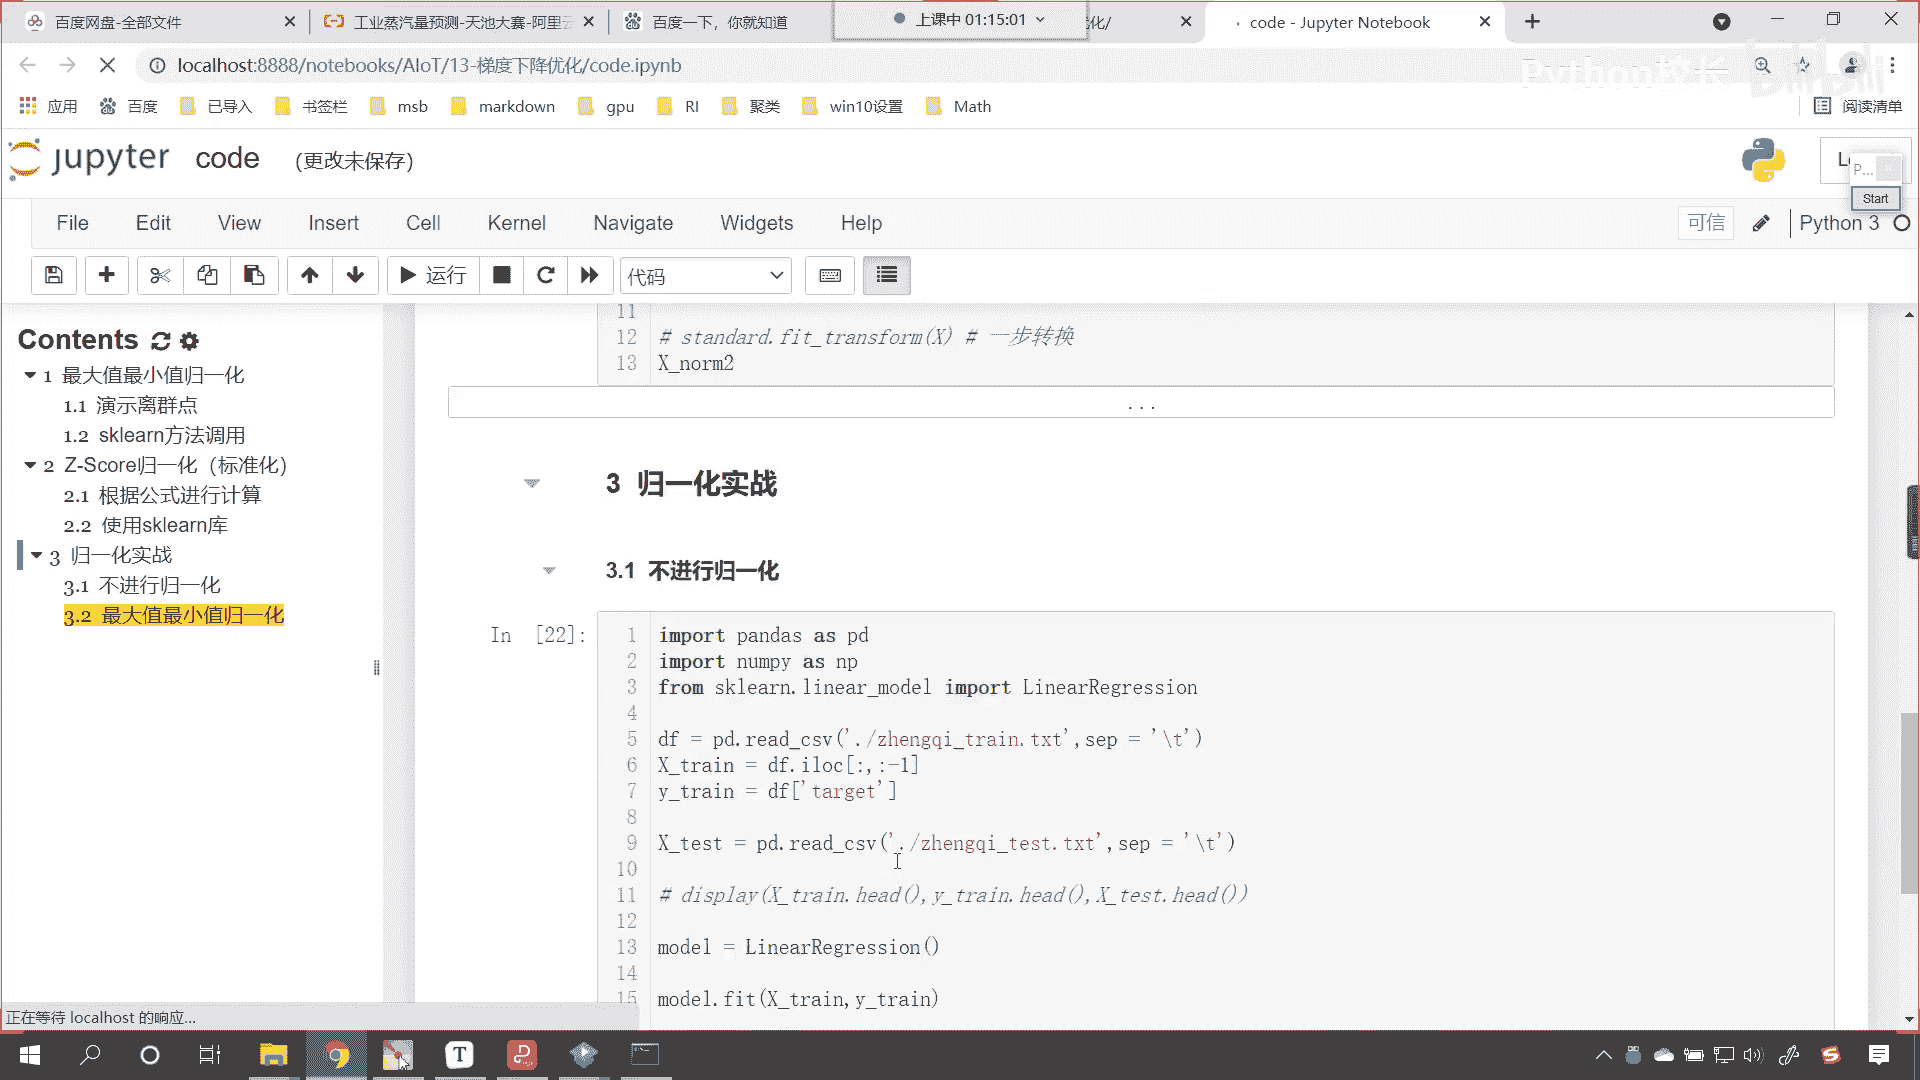 百度网盘-全部文件
工业蒸汽量预测-天池大赛-阿里云
百度一下，你就知道
上课中 01:15:01
化/
code - Jupyter Notebook
localhost:8888/notebooks/AIoT/13-梯度下降优化/code.ipynb
Python校长
bilibili
应用 百度 已导入 书签栏 msb markdown gpu RI 聚类 win10设置 Math 阅读清单
jupyter code (更改未保存)
P...
Start
File Edit View Insert Cell Kernel Navigate Widgets Help 可信 Python 3
运行 代码
Contents
1 最大值最小值归一化
1.1 演示离群点
1.2 sklearn方法调用
2 Z-Score归一化（标准化）
2.1 根据公式进行计算
2.2 使用sklearn库
3 归一化实战
3.1 不进行归一化
3.2 最大值最小值归一化
11
12 # standard.fit_transform(X) # 一步转换
13 X_norm2
...
3 归一化实战
3.1 不进行归一化
In [22]:
1 import pandas as pd
2 import numpy as np
3 from sklearn.linear_model import LinearRegression
4
5 df = pd.read_csv('./zhengqi_train.txt',sep = '\t')
6 X_train = df.iloc[:,:-1]
7 y_train = df['target']
8
9 X_test = pd.read_csv('./zhengqi_test.txt',sep = '\t')
10
11 # display(X_train.head(),y_train.head(),X_test.head())
12
13 model = LinearRegression()
14
15 model.fit(X_train,y_train)
正在等待 localhost 的响应...